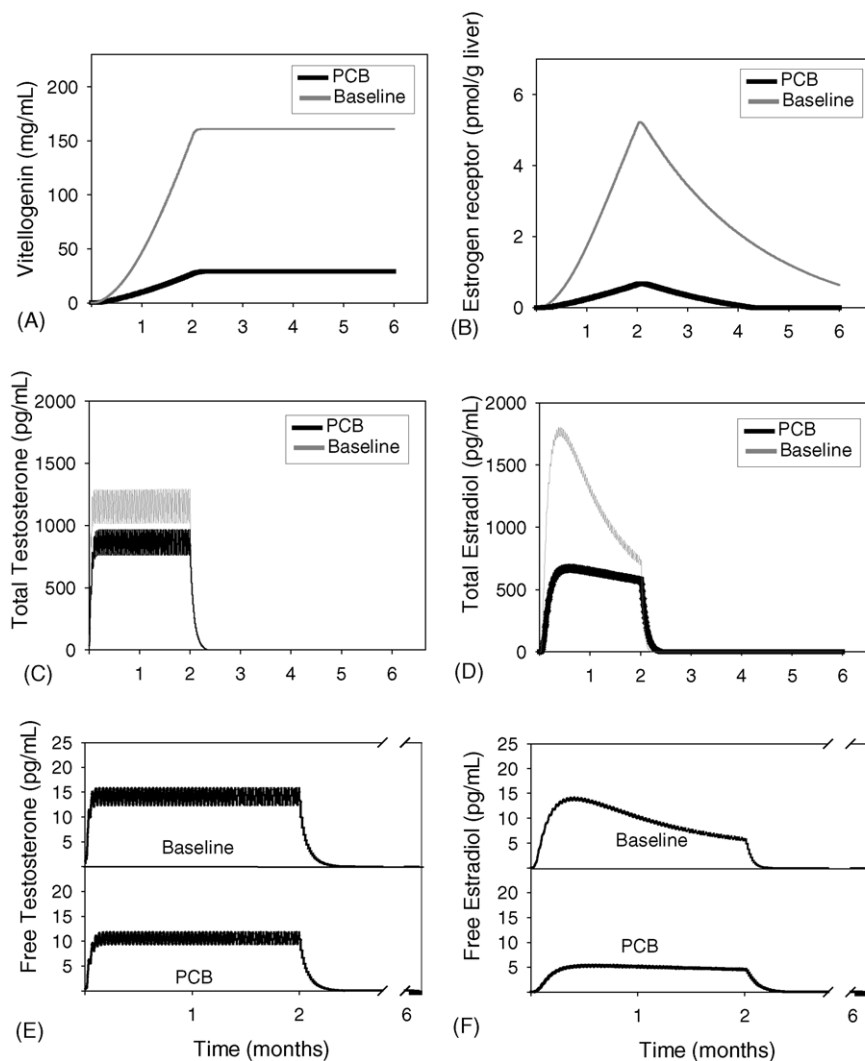 Vitellogenin (mg/mL)
200
150
100
50
0
PCB
Baseline
1 2 3 4 5 6
(A)
Estrogen receptor (pmol/g liver)
6
4
2
0
PCB
Baseline
1 2 3 4 5 6
(B)
Total Testosterone (pg/mL)
2000
1500
1000
500
0
PCB
Baseline
1 2 3 4 5 6
(C)
Total Estradiol (pg/mL)
2000
1500
1000
500
0
PCB
Baseline
1 2 3 4 5 6
(D)
Free Testosterone (pg/mL)
25
20
15
10
5
Baseline
25
20
15
10
5
PCB
1 2 6
(E)
Time (months)
Free Estradiol (pg/mL)
25
20
15
10
5
Baseline
25
20
15
10
5
PCB
1 2 6
(F)
Time (months)